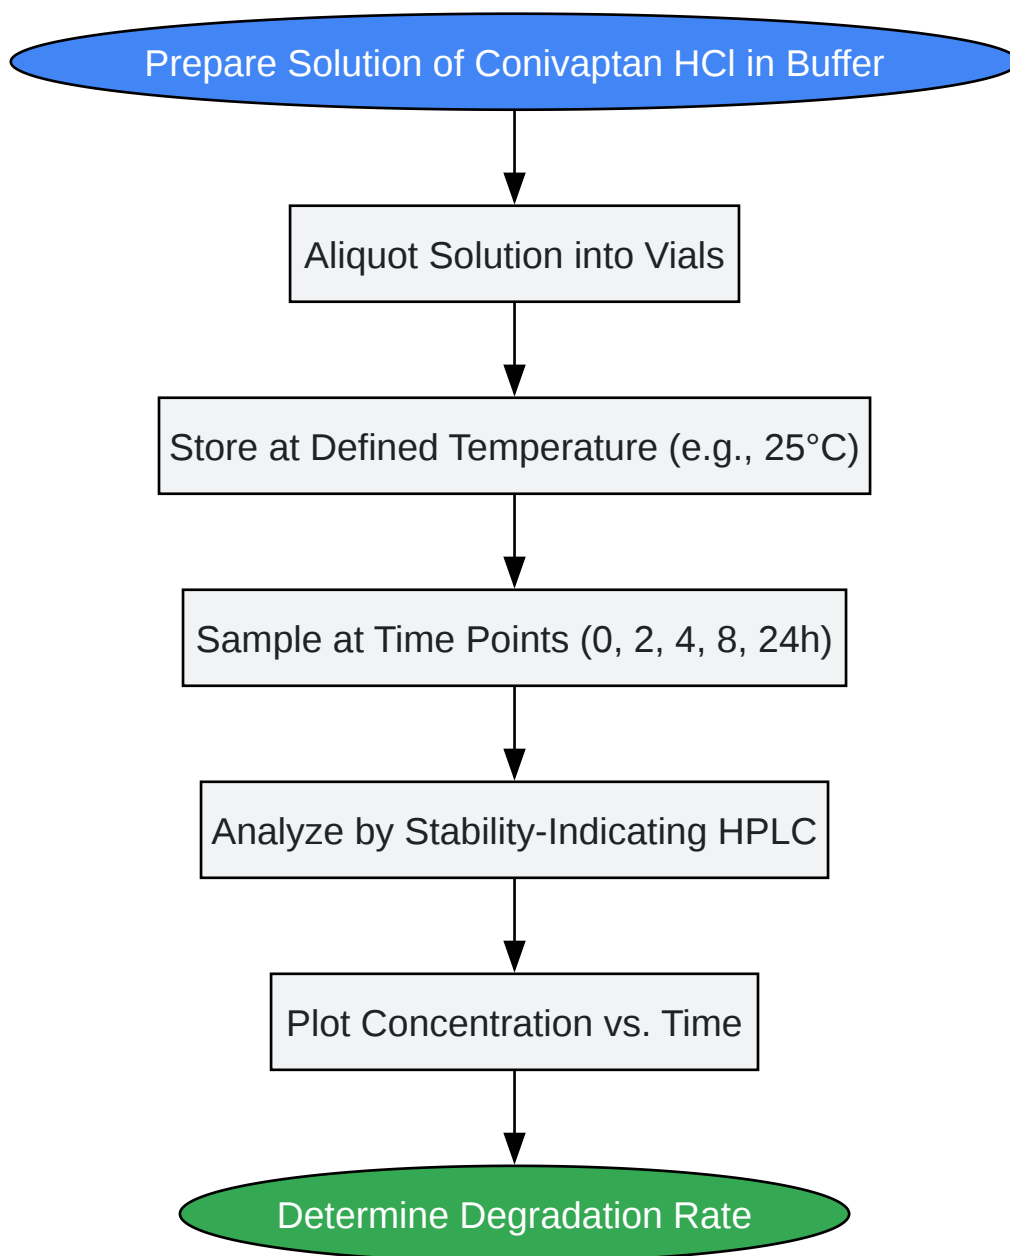 Prepare Solution of Conivaptan HCl in Buffer
Aliquot Solution into Vials
Store at Defined Temperature (e.g., 25°C)
Sample at Time Points (0, 2, 4, 8, 24h)
Analyze by Stability-Indicating HPLC
Plot Concentration vs. Time
Determine Degradation Rate